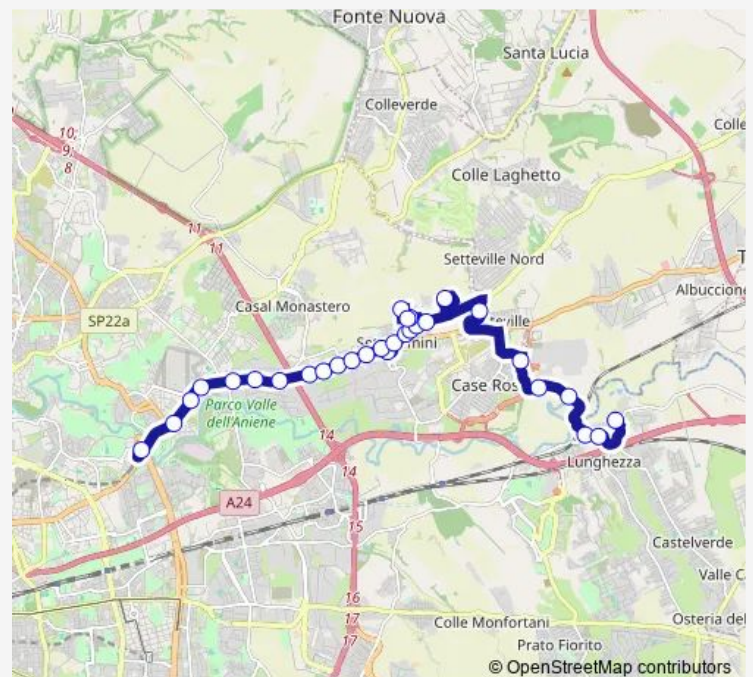 Fonte Nuova
Santa Lucia
Colleverde
Colle
10;
9;
8
Colle Laghetto
11
11
Setteville Nord
T
Albuccione
Casal Monastero
SP22a
Case
Parco Valle
dell'Aniene
14
14
Lunghezza
A24
15
Castelverde
Valle C
16
17
17
Colle Monfortani
Osteria del
Prato Fiorito
© OpenStreetMap contributors